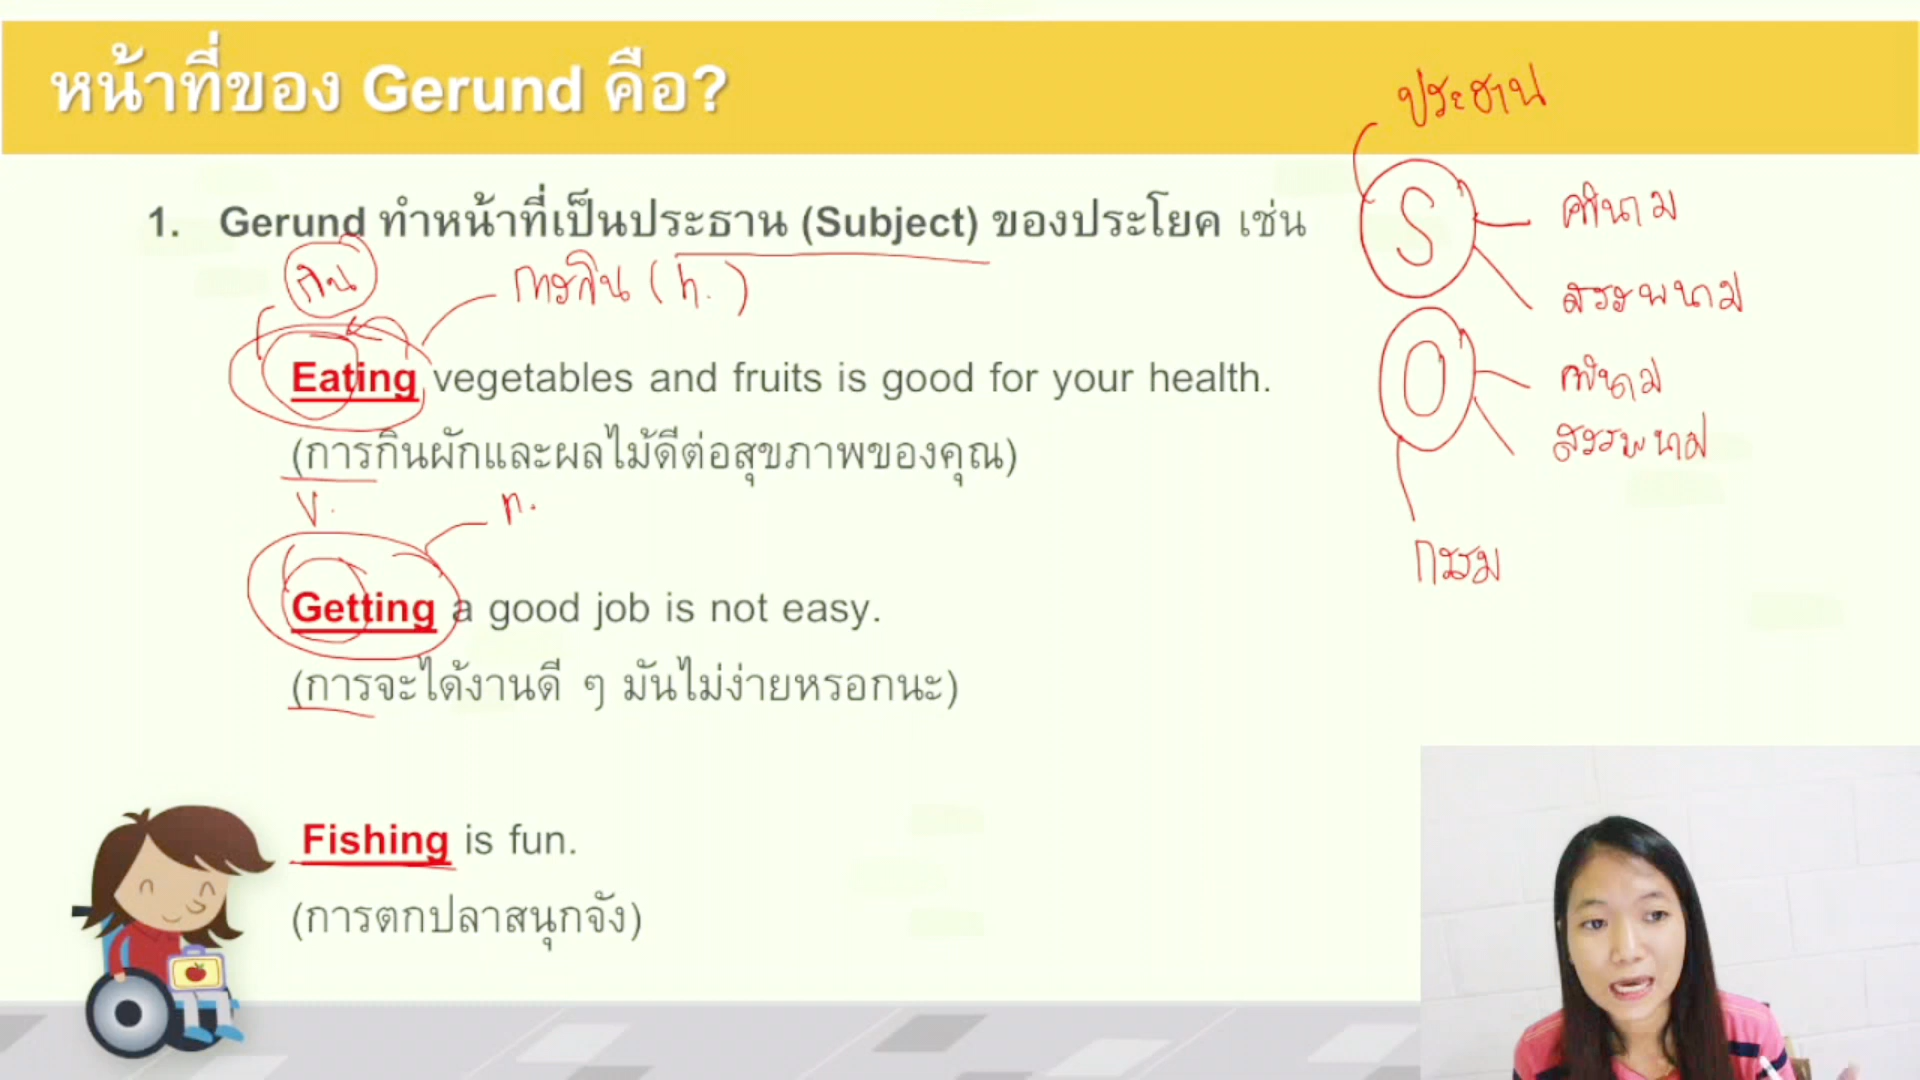 หน้าที่ของ Gerund คือ?
ประธาน
1. Gerund ทำหน้าที่เป็นประธาน (Subject) ของประโยค เช่น
S
คำนาม
สรรพนาม
กิน
การกิน (n.)
Eating vegetables and fruits is good for your health.
O
คำนาม
สรรพนาม
(การกินผักและผลไม้ดีต่อสุขภาพของคุณ)
v.
n.
กรรม
Getting a good job is not easy.
(การจะได้งานดี ๆ มันไม่ง่ายหรอกนะ)
Fishing is fun.
(การตกปลาสนุกจัง)